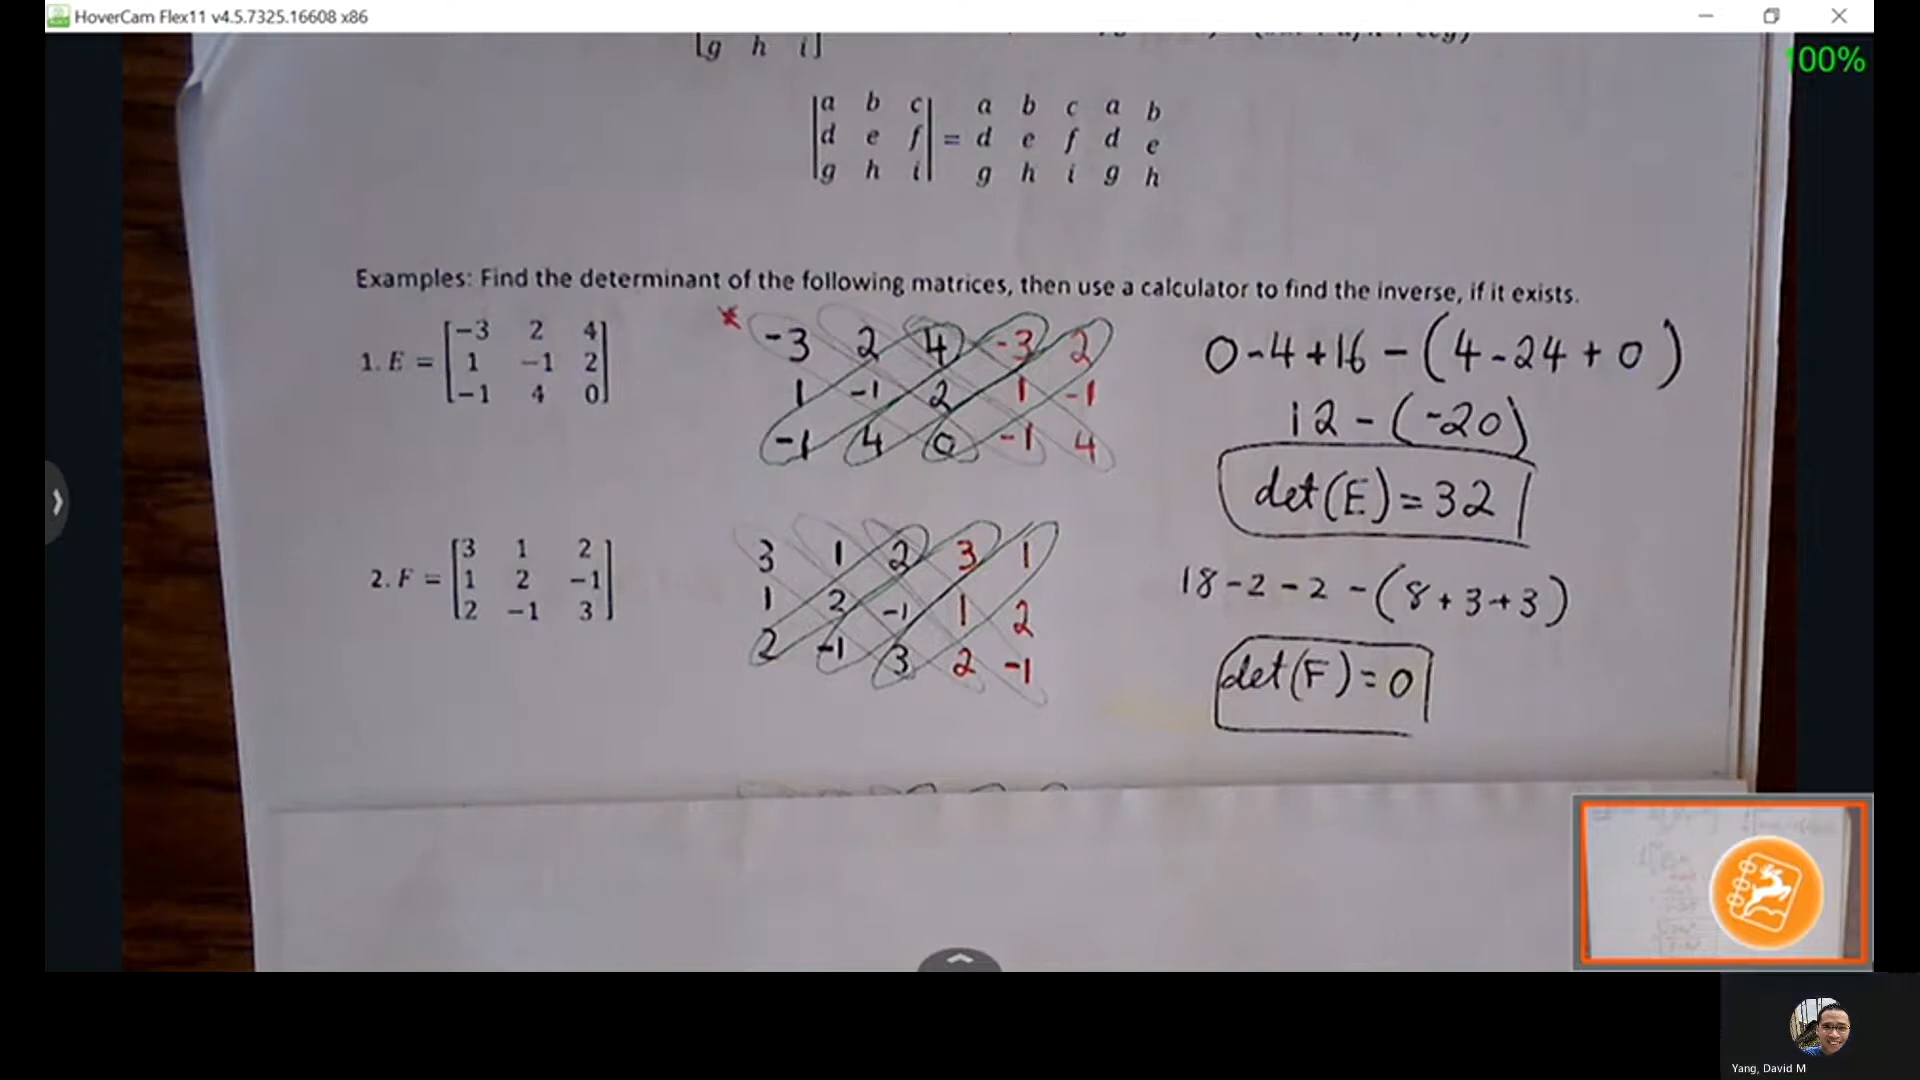 HoverCam Flex11 v4.5.7325.16608 x86
100%
[g h i]
|a b c| a b c a b
|d e f| = d e f d e
|g h i| g h i g h
Examples: Find the determinant of the following matrices, then use a calculator to find the inverse, if it exists.
1. E = [-3 2 4
1 -1 2
-1 4 0]
* -3 2 4 -3 2
1 -1 2 1 -1
-1 4 0 -1 4
0-4+16-(4-24+0)
12-(-20)
det(E)=32
2. F = [3 1 2
1 2 -1
2 -1 3]
3 1 2 3 1
1 2 -1 1 2
2 -1 3 2 -1
18-2-2-(8+3+3)
det(F)=0
Yang, David M